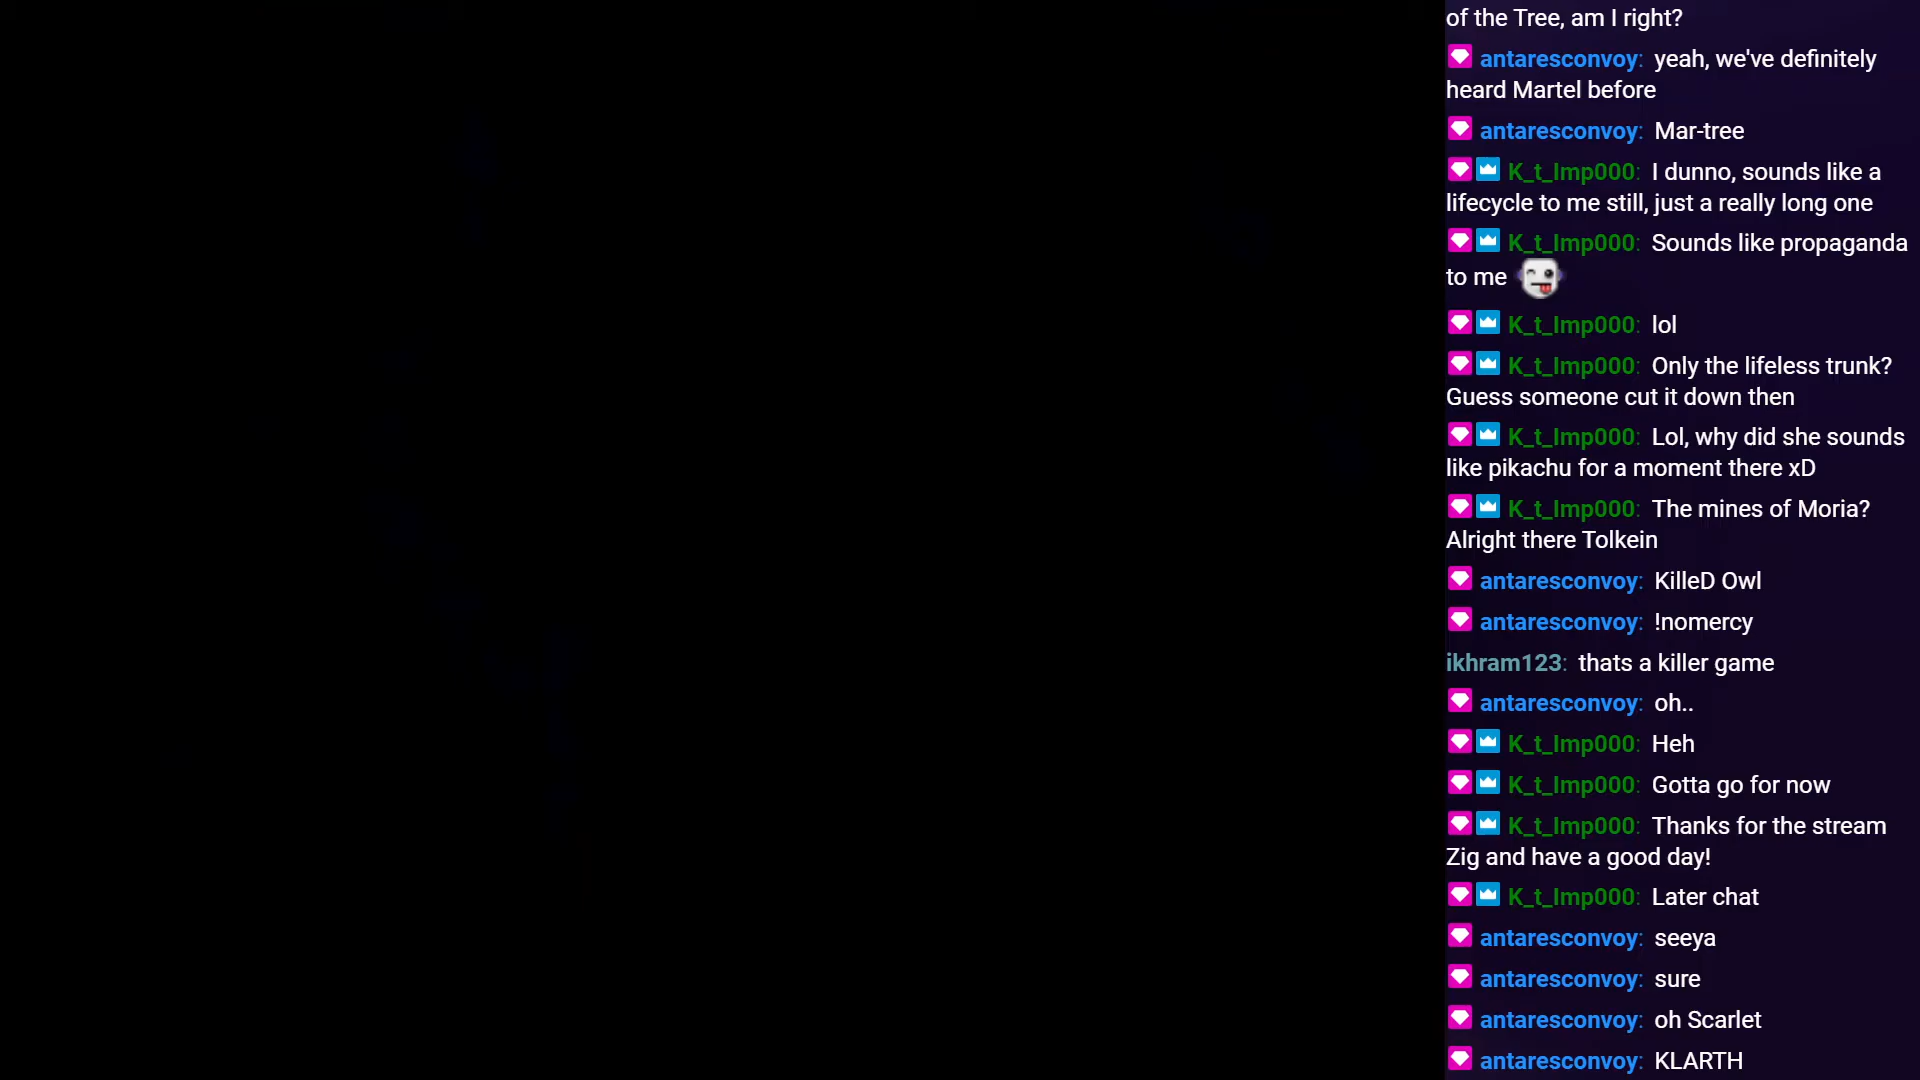 of the Tree, am I right?
antaresconvoy: yeah, we've definitely
heard Martel before
antaresconvoy: Mar-tree
K_t_Imp000: I dunno, sounds like a
lifecycle to me still, just a really long one
K_t_Imp000: Sounds like propaganda
to me
K_t_Imp000: lol
K_t_Imp000: Only the lifeless trunk?
Guess someone cut it down then
K_t_Imp000: Lol, why did she sounds
like pikachu for a moment there xD
K_t_Imp000: The mines of Moria?
Alright there Tolkein
antaresconvoy: KilleD Owl
antaresconvoy: !nomercy
ikhram123: thats a killer game
antaresconvoy: oh..
K_t_Imp000: Heh
K_t_Imp000: Gotta go for now
K_t_Imp000: Thanks for the stream
Zig and have a good day!
K_t_Imp000: Later chat
antaresconvoy: seeya
antaresconvoy: sure
antaresconvoy: oh Scarlet
antaresconvoy: KLARTH